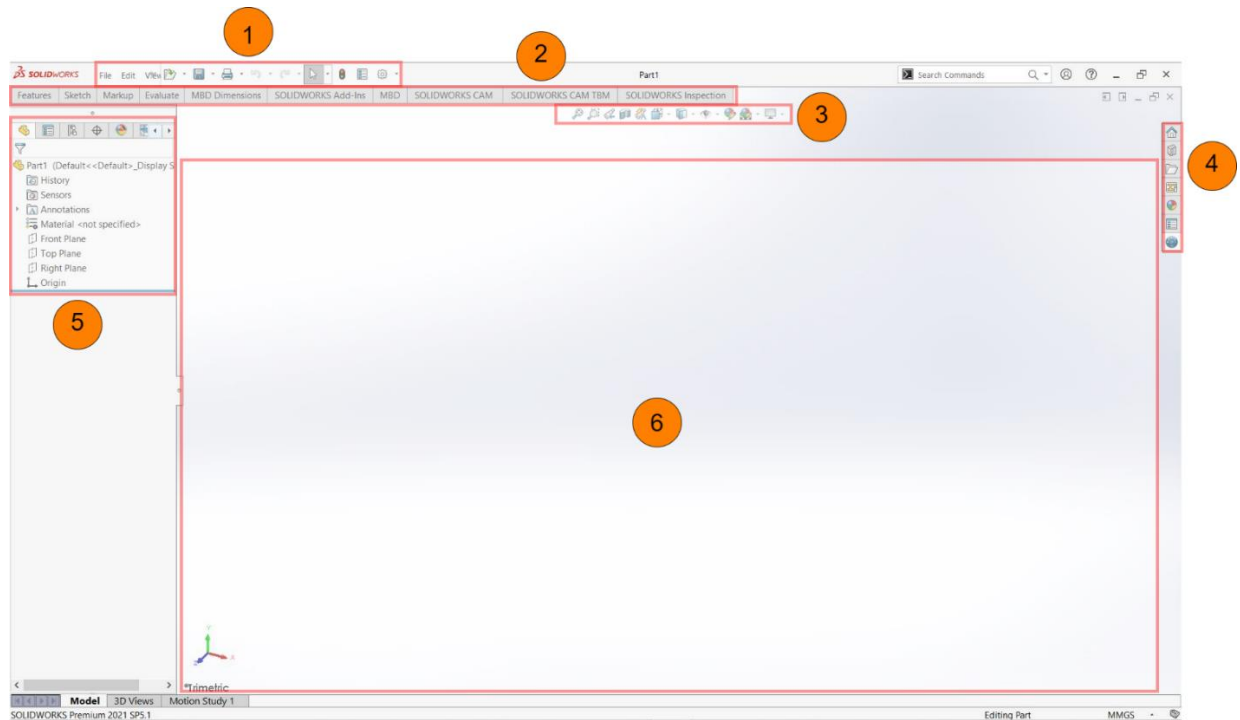 1
2
SOLIDWORKS File Edit View Part1 Search Commands
Features Sketch Markup Evaluate MBD Dimensions SOLIDWORKS Add-Ins MBD SOLIDWORKS CAM SOLIDWORKS CAM TBM SOLIDWORKS Inspection
3
4
Part1 (Default<<Default>_Display S
History
Sensors
Annotations
Material <not specified>
Front Plane
Top Plane
Right Plane
Origin
5
6
Y
X
Z
*Trimetric
Model 3D Views Motion Study 1
SOLIDWORKS Premium 2021 SP5.1 Editing Part MMGS